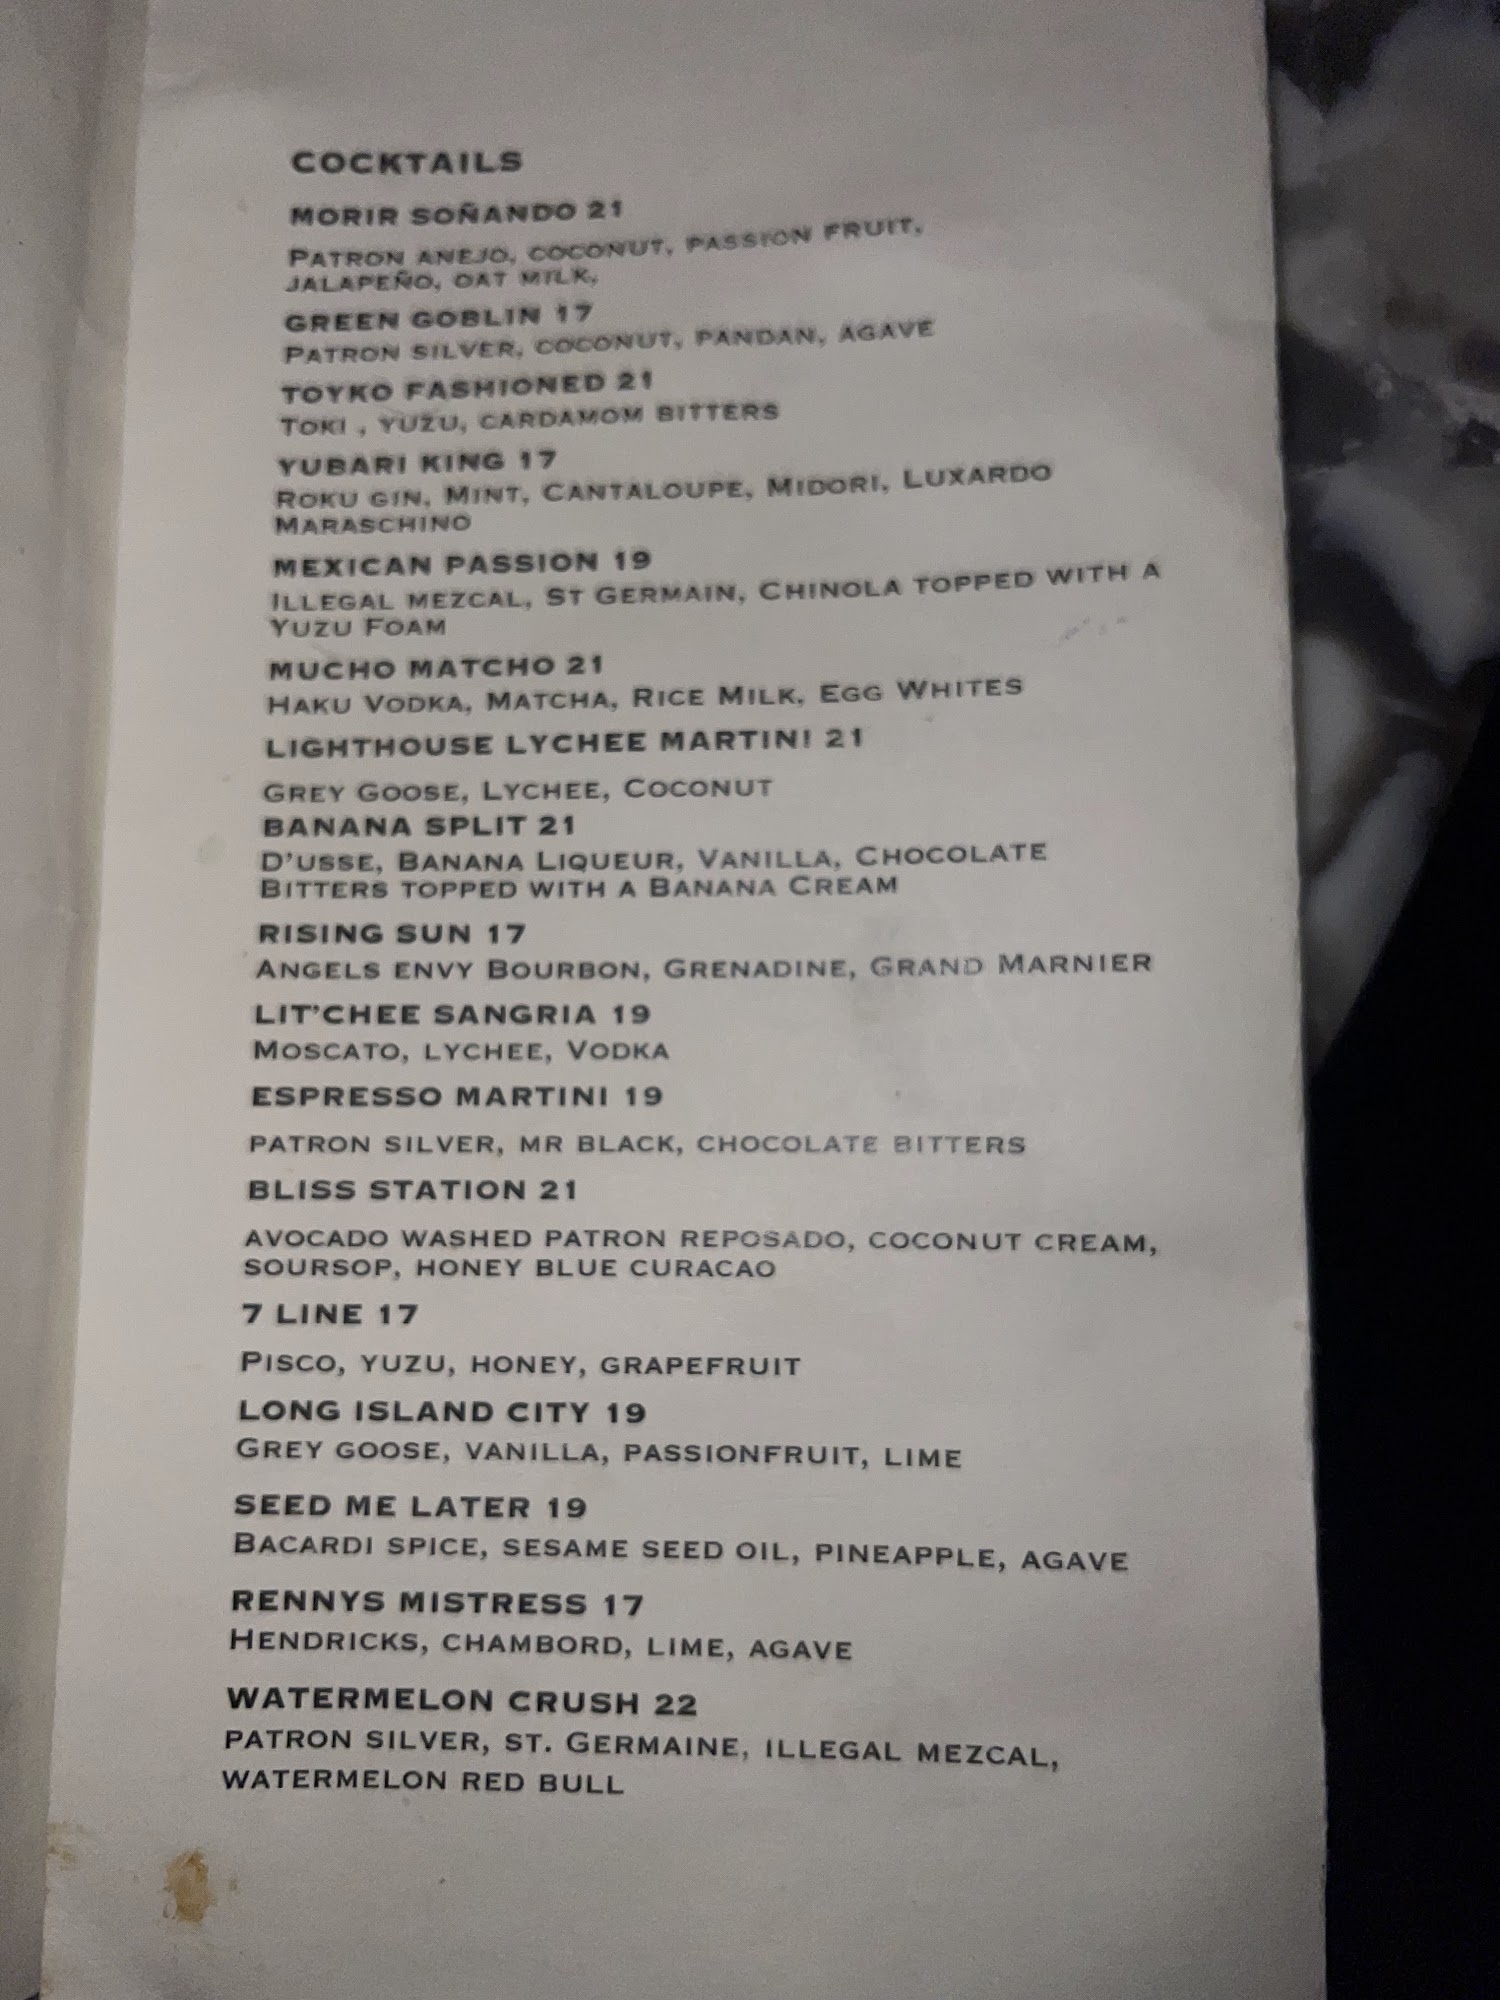 COCKTAILS
MORIR SOÑANDO 21
PATRON ANEJO, COCONUT, PASSION FRUIT,
JALAPEÑO, OAT MILK,
GREEN GOBLIN 17
PATRON SILVER, COCONUT, PANDAN, AGAVE
TOYKO FASHIONED 21
TOKI , YUZU, CARDAMOM BITTERS
YUBARI KING 17
ROKU GIN, MINT, CANTALOUPE, MIDORI, LUXARDO
MARASCHINO
MEXICAN PASSION 19
ILLEGAL MEZCAL, ST GERMAIN, CHINOLA TOPPED WITH A
YUZU FOAM
MUCHO MATCHO 21
HAKU VODKA, MATCHA, RICE MILK, EGG WHITES
LIGHTHOUSE LYCHEE MARTINI 21
GREY GOOSE, LYCHEE, COCONUT
BANANA SPLIT 21
D'USSE, BANANA LIQUEUR, VANILLA, CHOCOLATE
BITTERS TOPPED WITH A BANANA CREAM
RISING SUN 17
ANGELS ENVY BOURBON, GRENADINE, GRAND MARNIER
LIT'CHEE SANGRIA 19
MOSCATO, LYCHEE, VODKA
ESPRESSO MARTINI 19
PATRON SILVER, MR BLACK, CHOCOLATE BITTERS
BLISS STATION 21
AVOCADO WASHED PATRON REPOSADO, COCONUT CREAM,
SOURSOP, HONEY BLUE CURACAO
7 LINE 17
PISCO, YUZU, HONEY, GRAPEFRUIT
LONG ISLAND CITY 19
GREY GOOSE, VANILLA, PASSIONFRUIT, LIME
SEED ME LATER 19
BACARDI SPICE, SESAME SEED OIL, PINEAPPLE, AGAVE
RENNYS MISTRESS 17
HENDRICKS, CHAMBORD, LIME, AGAVE
WATERMELON CRUSH 22
PATRON SILVER, ST. GERMAINE, ILLEGAL MEZCAL,
WATERMELON RED BULL